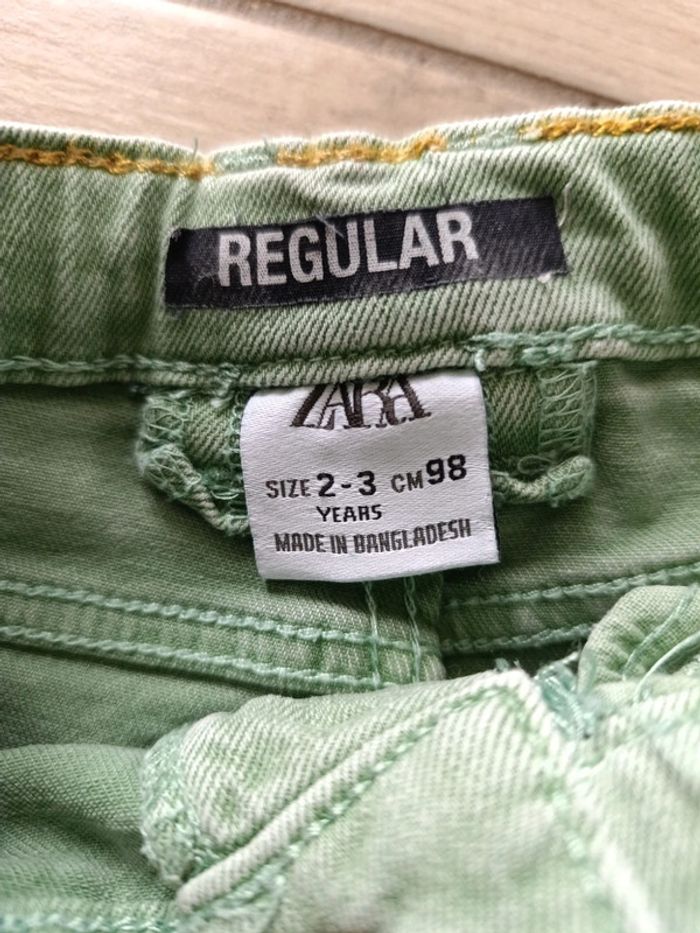 REGULAR
ZARA
SIZE 2-3 CM 98
YEARS
MADE IN BANGLADESH